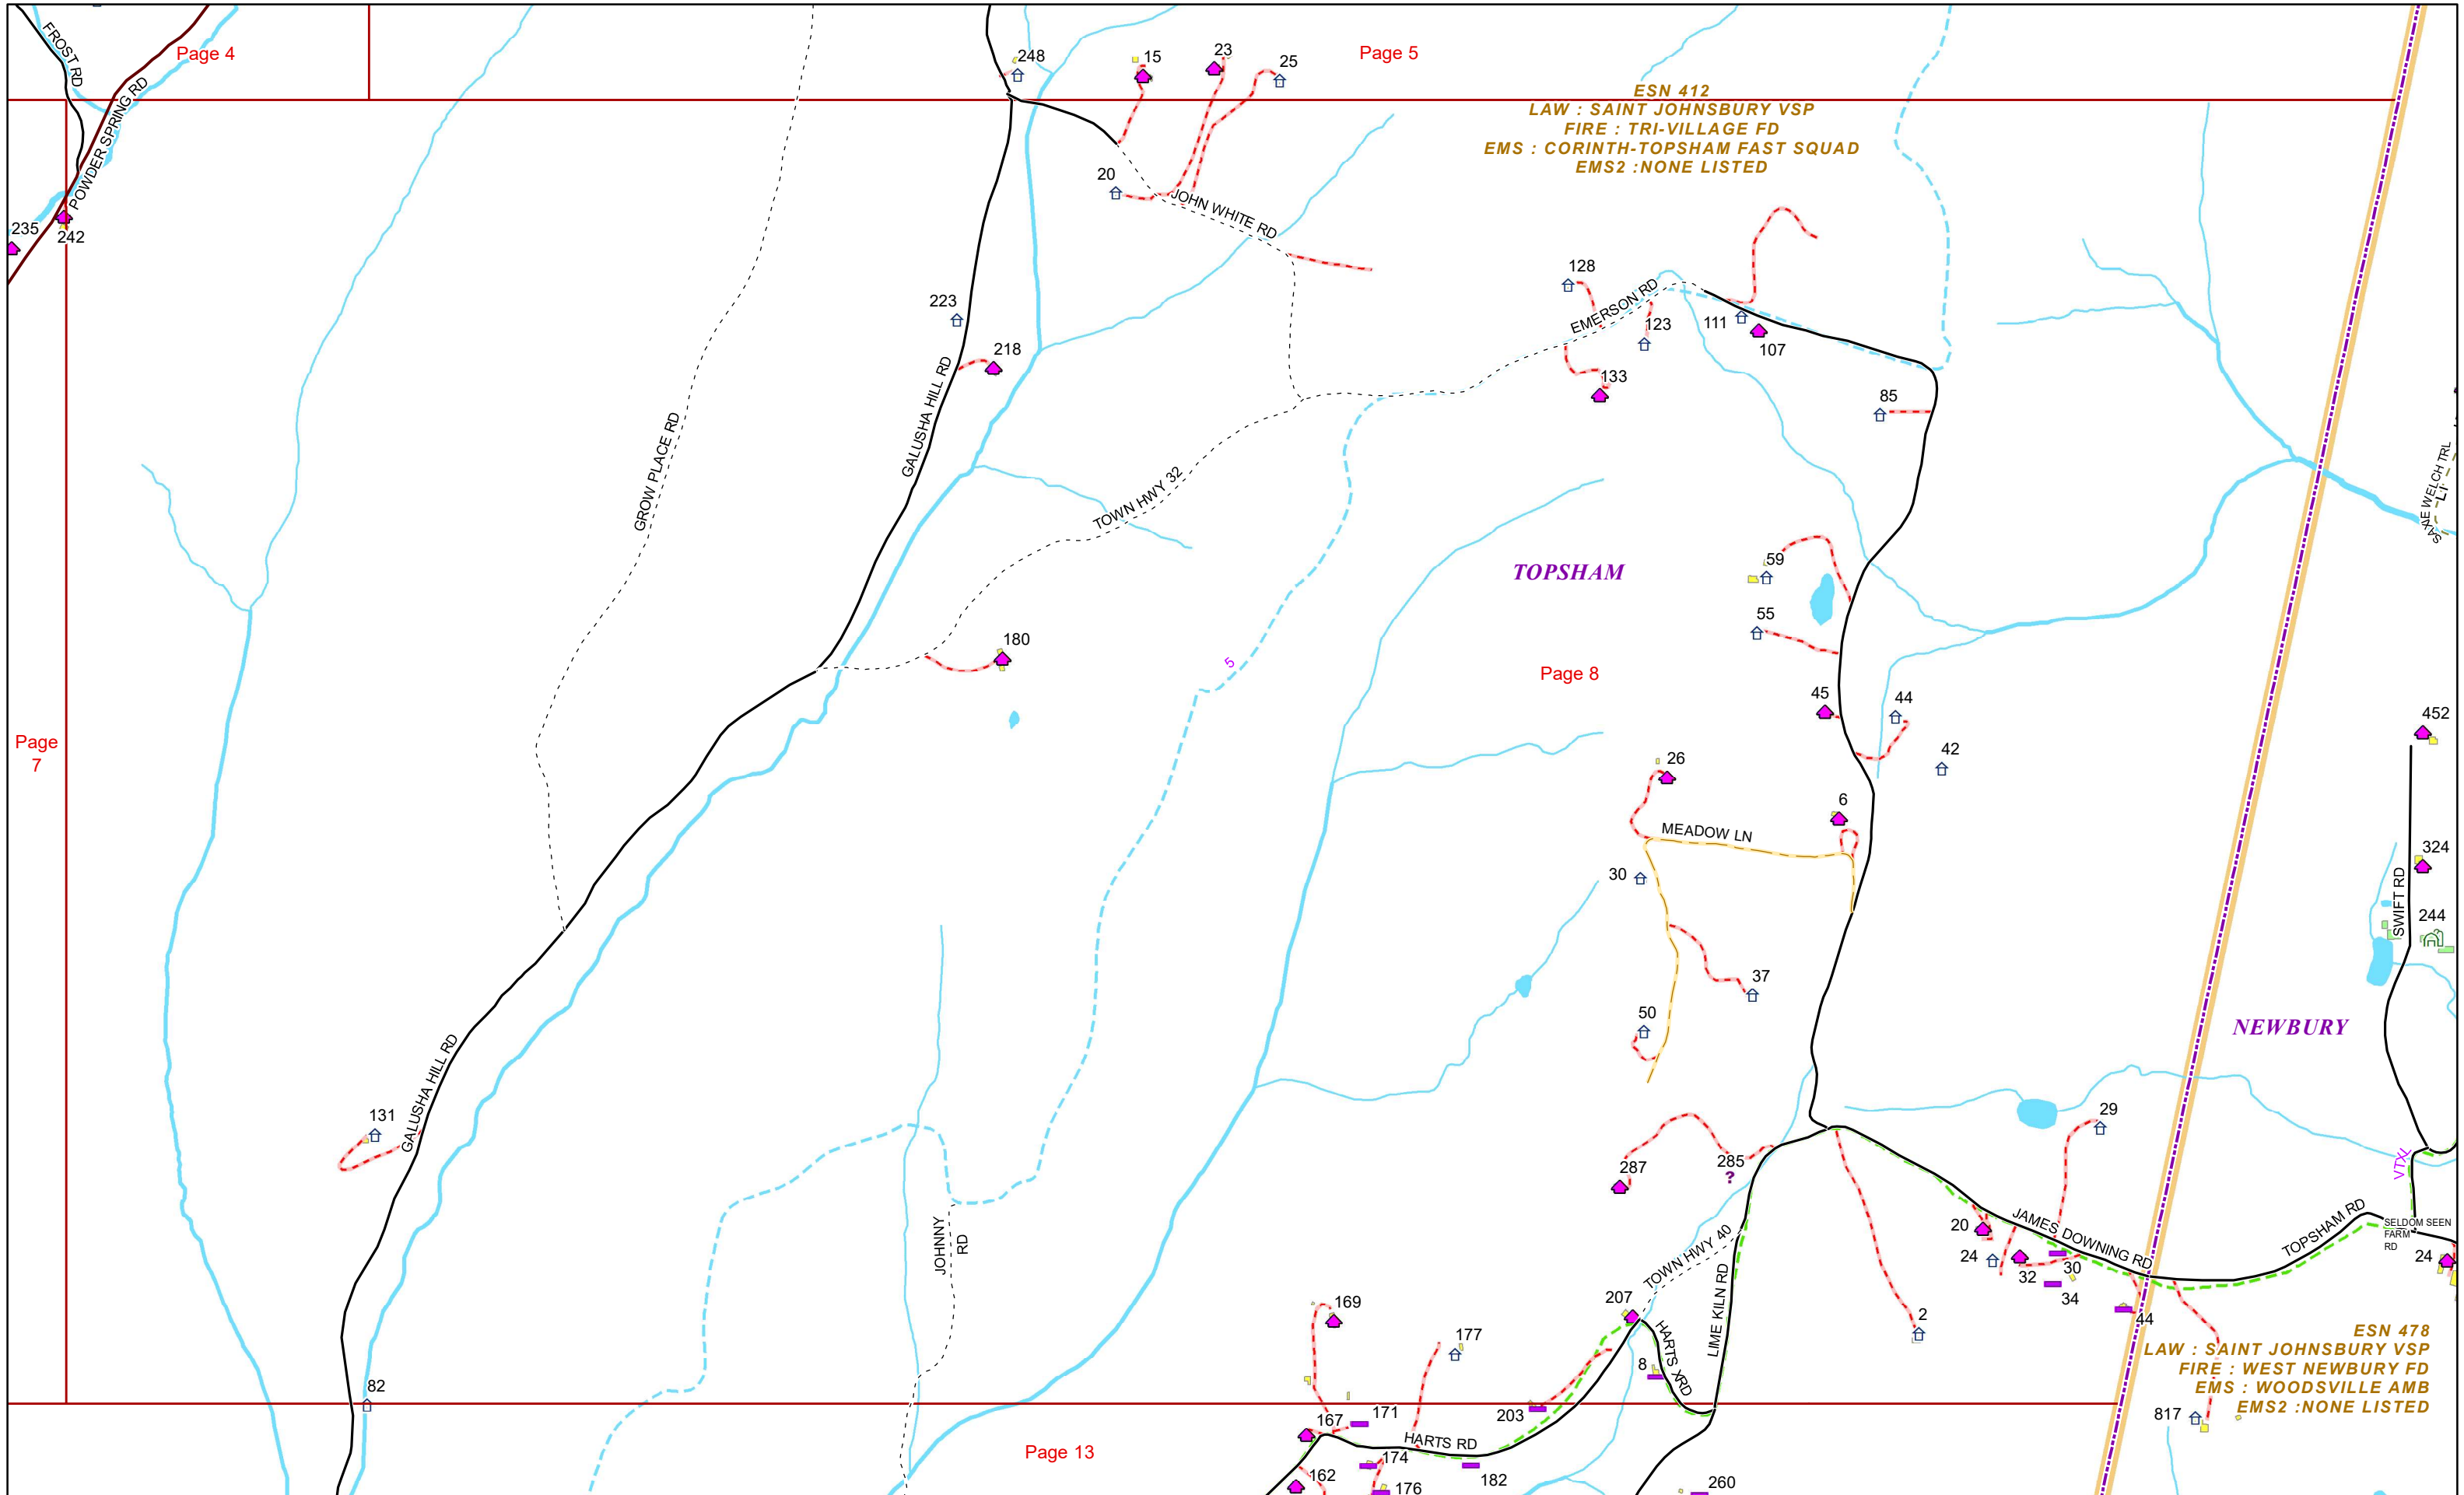 FROST RD
Page 4
POWDER SPRING RD
235
242
248
15
23
25
Page 5
ESN 412
LAW : SAINT JOHNSBURY VSP
FIRE : TRI-VILLAGE FD
EMS : CORINTH-TOPSHAM FAST SQUAD
EMS2 :NONE LISTED
20
JOHN WHITE RD
128
EMERSON RD
123
111
107
133
85
223
218
GALUSHA HILL RD
GROW PLACE RD
TOWN HWY 32
TOPSHAM
59
55
180
5
Page 8
45
44
42
452
Page
7
26
6
MEADOW LN
30
324
SWIFT RD
244
37
50
NEWBURY
GALUSHA HILL RD
131
29
287
285
?
VTXL
JOHNNY
RD
TOWN HWY 40
LIME KILN RD
20
24
JAMES DOWNING RD
32
30
34
44
TOPSHAM RD
SELDOM SEEN
FARM
RD
24
2
169
177
207
HARTS XRD
8
ESN 478
LAW : SAINT JOHNSBURY VSP
FIRE : WEST NEWBURY FD
EMS : WOODSVILLE AMB
EMS2 :NONE LISTED
82
167
171
203
817
Page 13
HARTS RD
174
162
176
182
260